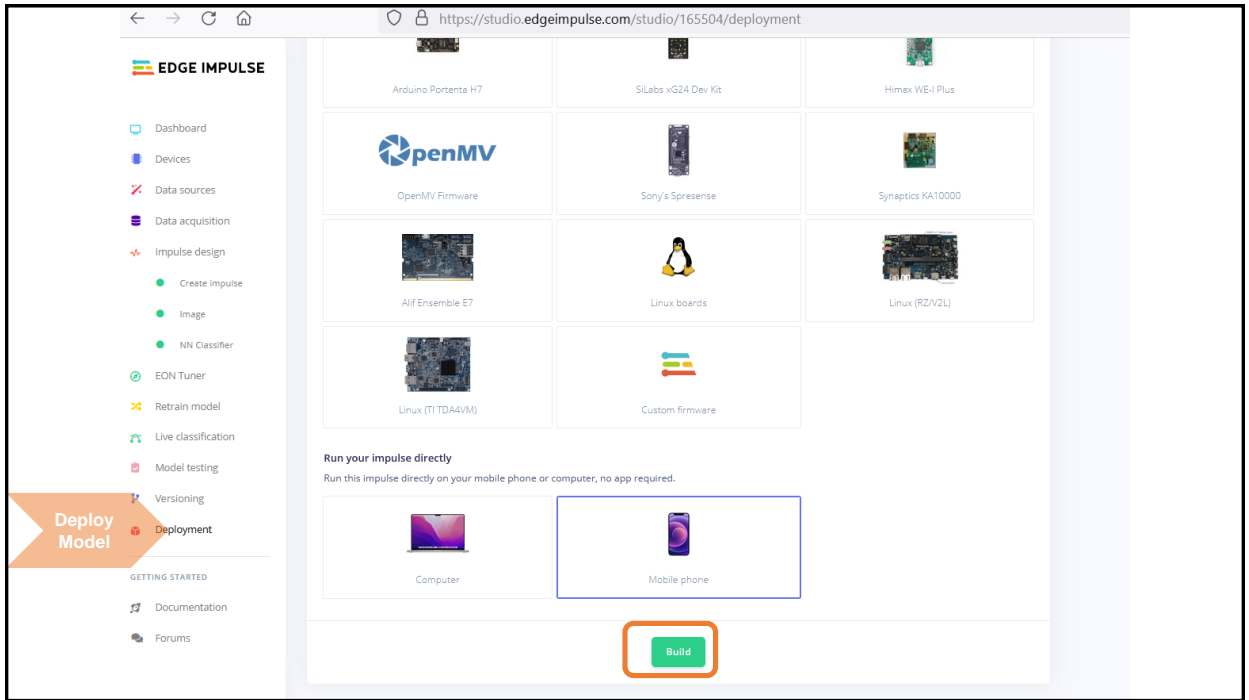 https://studio.edgeimpulse.com/studio/165504/deployment
EDGE IMPULSE
Dashboard
Devices
Data sources
Data acquisition
Impulse design
Create impulse
Image
NN Classifier
EON Tuner
Retrain model
Live classification
Model testing
Versioning
Deployment
Deploy
Model
GETTING STARTED
Documentation
Forums
Arduino Portenta H7
SiLabs xG24 Dev Kit
Himax WE-I Plus
OpenMV
OpenMV Firmware
Sony's Spresense
Synaptics KA10000
Alif Ensemble E7
Linux boards
Linux (RZ/V2L)
Linux (TI TDA4VM)
Custom firmware
Run your impulse directly
Run this impulse directly on your mobile phone or computer, no app required.
Computer
Mobile phone
Build